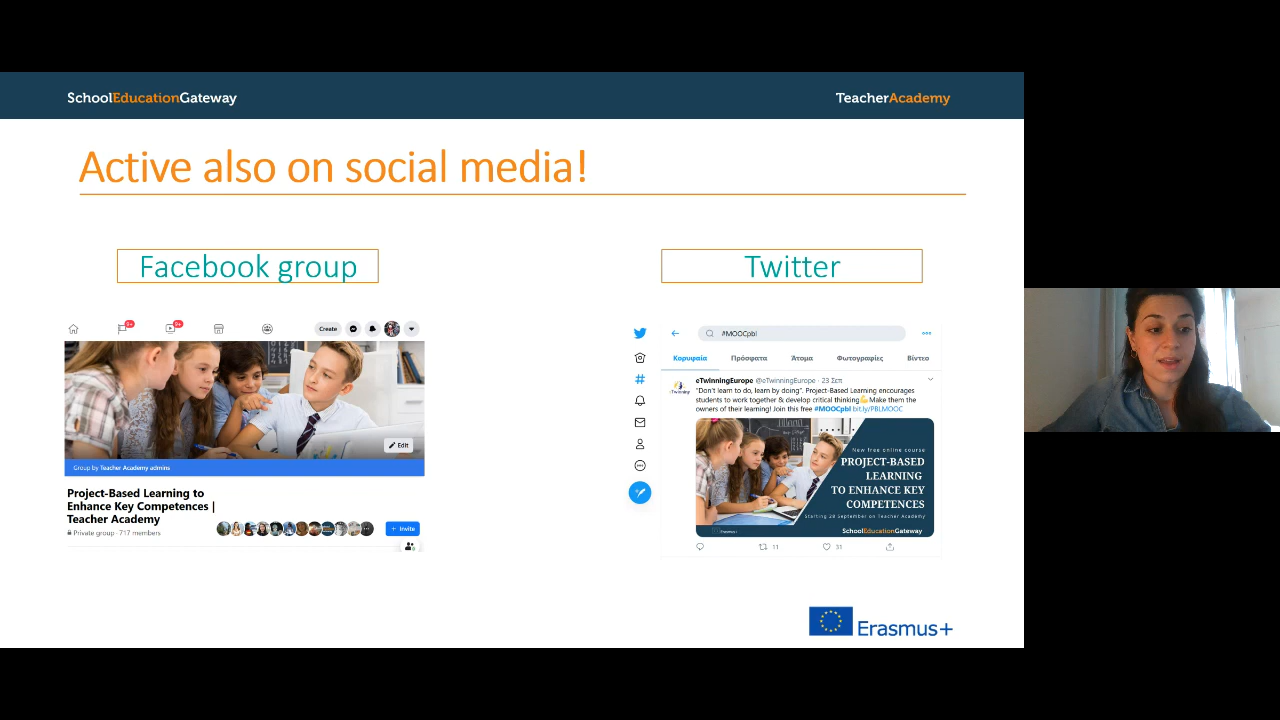 SchoolEducationGateway
TeacherAcademy
Active also on social media!
Facebook group
9+
9+
Create
Edit
Group by Teacher Academy admins
Project-Based Learning to
Enhance Key Competences |
Teacher Academy
Private group · 717 members
+ Invite
Twitter
#MOOCpbl
Κορυφαία Πρόσφατα Άτομα Φωτογραφίες Βίντεο
eTwinningEurope @eTwinningEurope · 23 Σεπ
"Don't learn to do, learn by doing". Project-Based Learning encourages
students to work together & develop critical thinking💪Make them the
owners of their learning! Join this free #MOOCpbl bit.ly/PBLMOOC
New free online course
PROJECT-BASED
LEARNING
TO ENHANCE KEY
COMPETENCES
Starting 28 September on Teacher Academy
Erasmus+
SchoolEducationGateway
11 31
Erasmus+